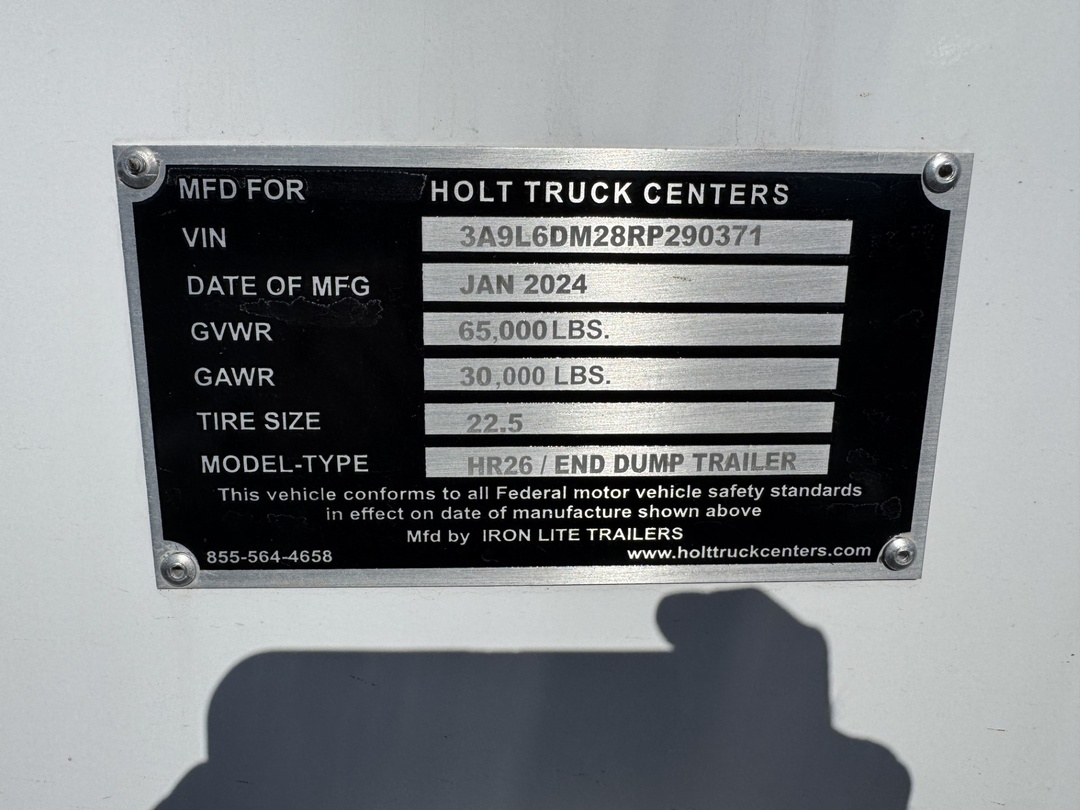 MFD FOR HOLT TRUCK CENTERS
VIN 3A9L6DM28RP290371
DATE OF MFG JAN 2024
GVWR 65,000 LBS.
GAWR 30,000 LBS.
TIRE SIZE 22.5
MODEL-TYPE HR26 / END DUMP TRAILER
This vehicle conforms to all Federal motor vehicle safety standards
in effect on date of manufacture shown above
Mfd by IRON LITE TRAILERS
855-564-4658 www.holttruckcenters.com